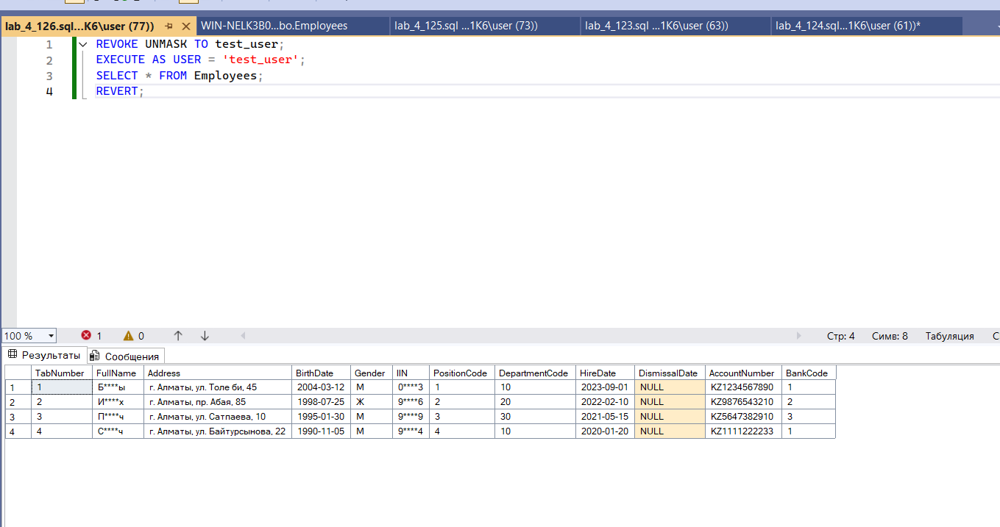 lab_4_126.sql...K6\user (77))
WIN-NELK3B0...bo.Employees
lab_4_125.sql ...1K6\user (73))
lab_4_123.sql ...1K6\user (63))
lab_4_124.sql...1K6\user (61))*
1 REVOKE UNMASK TO test_user;
2 EXECUTE AS USER = 'test_user';
3 SELECT * FROM Employees;
4 REVERT;
100 % 1 0 Стр: 4 Симв: 8 Табуляция С
Результаты Сообщения
TabNumber FullName Address BirthDate Gender IIN PositionCode DepartmentCode HireDate DismissalDate AccountNumber BankCode
1 1 Б****ы г. Алматы, ул. Толе би, 45 2004-03-12 М 0****3 1 10 2023-09-01 NULL KZ1234567890 1
2 2 И****х г. Алматы, пр. Абая, 85 1998-07-25 Ж 9****6 2 20 2022-02-10 NULL KZ9876543210 2
3 3 П****ч г. Алматы, ул. Сатпаева, 10 1995-01-30 М 9****9 3 30 2021-05-15 NULL KZ5647382910 3
4 4 С****ч г. Алматы, ул. Байтурсынова, 22 1990-11-05 М 9****4 4 10 2020-01-20 NULL KZ1111222233 1